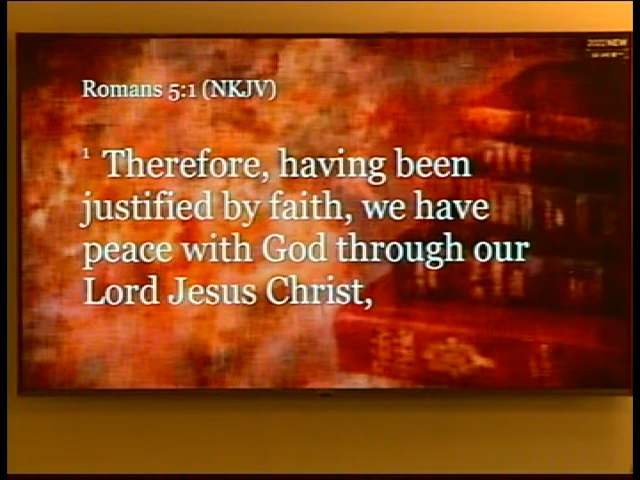 Romans 5:1 (NKJV)
1 Therefore, having been
justified by faith, we have
peace with God through our
Lord Jesus Christ,